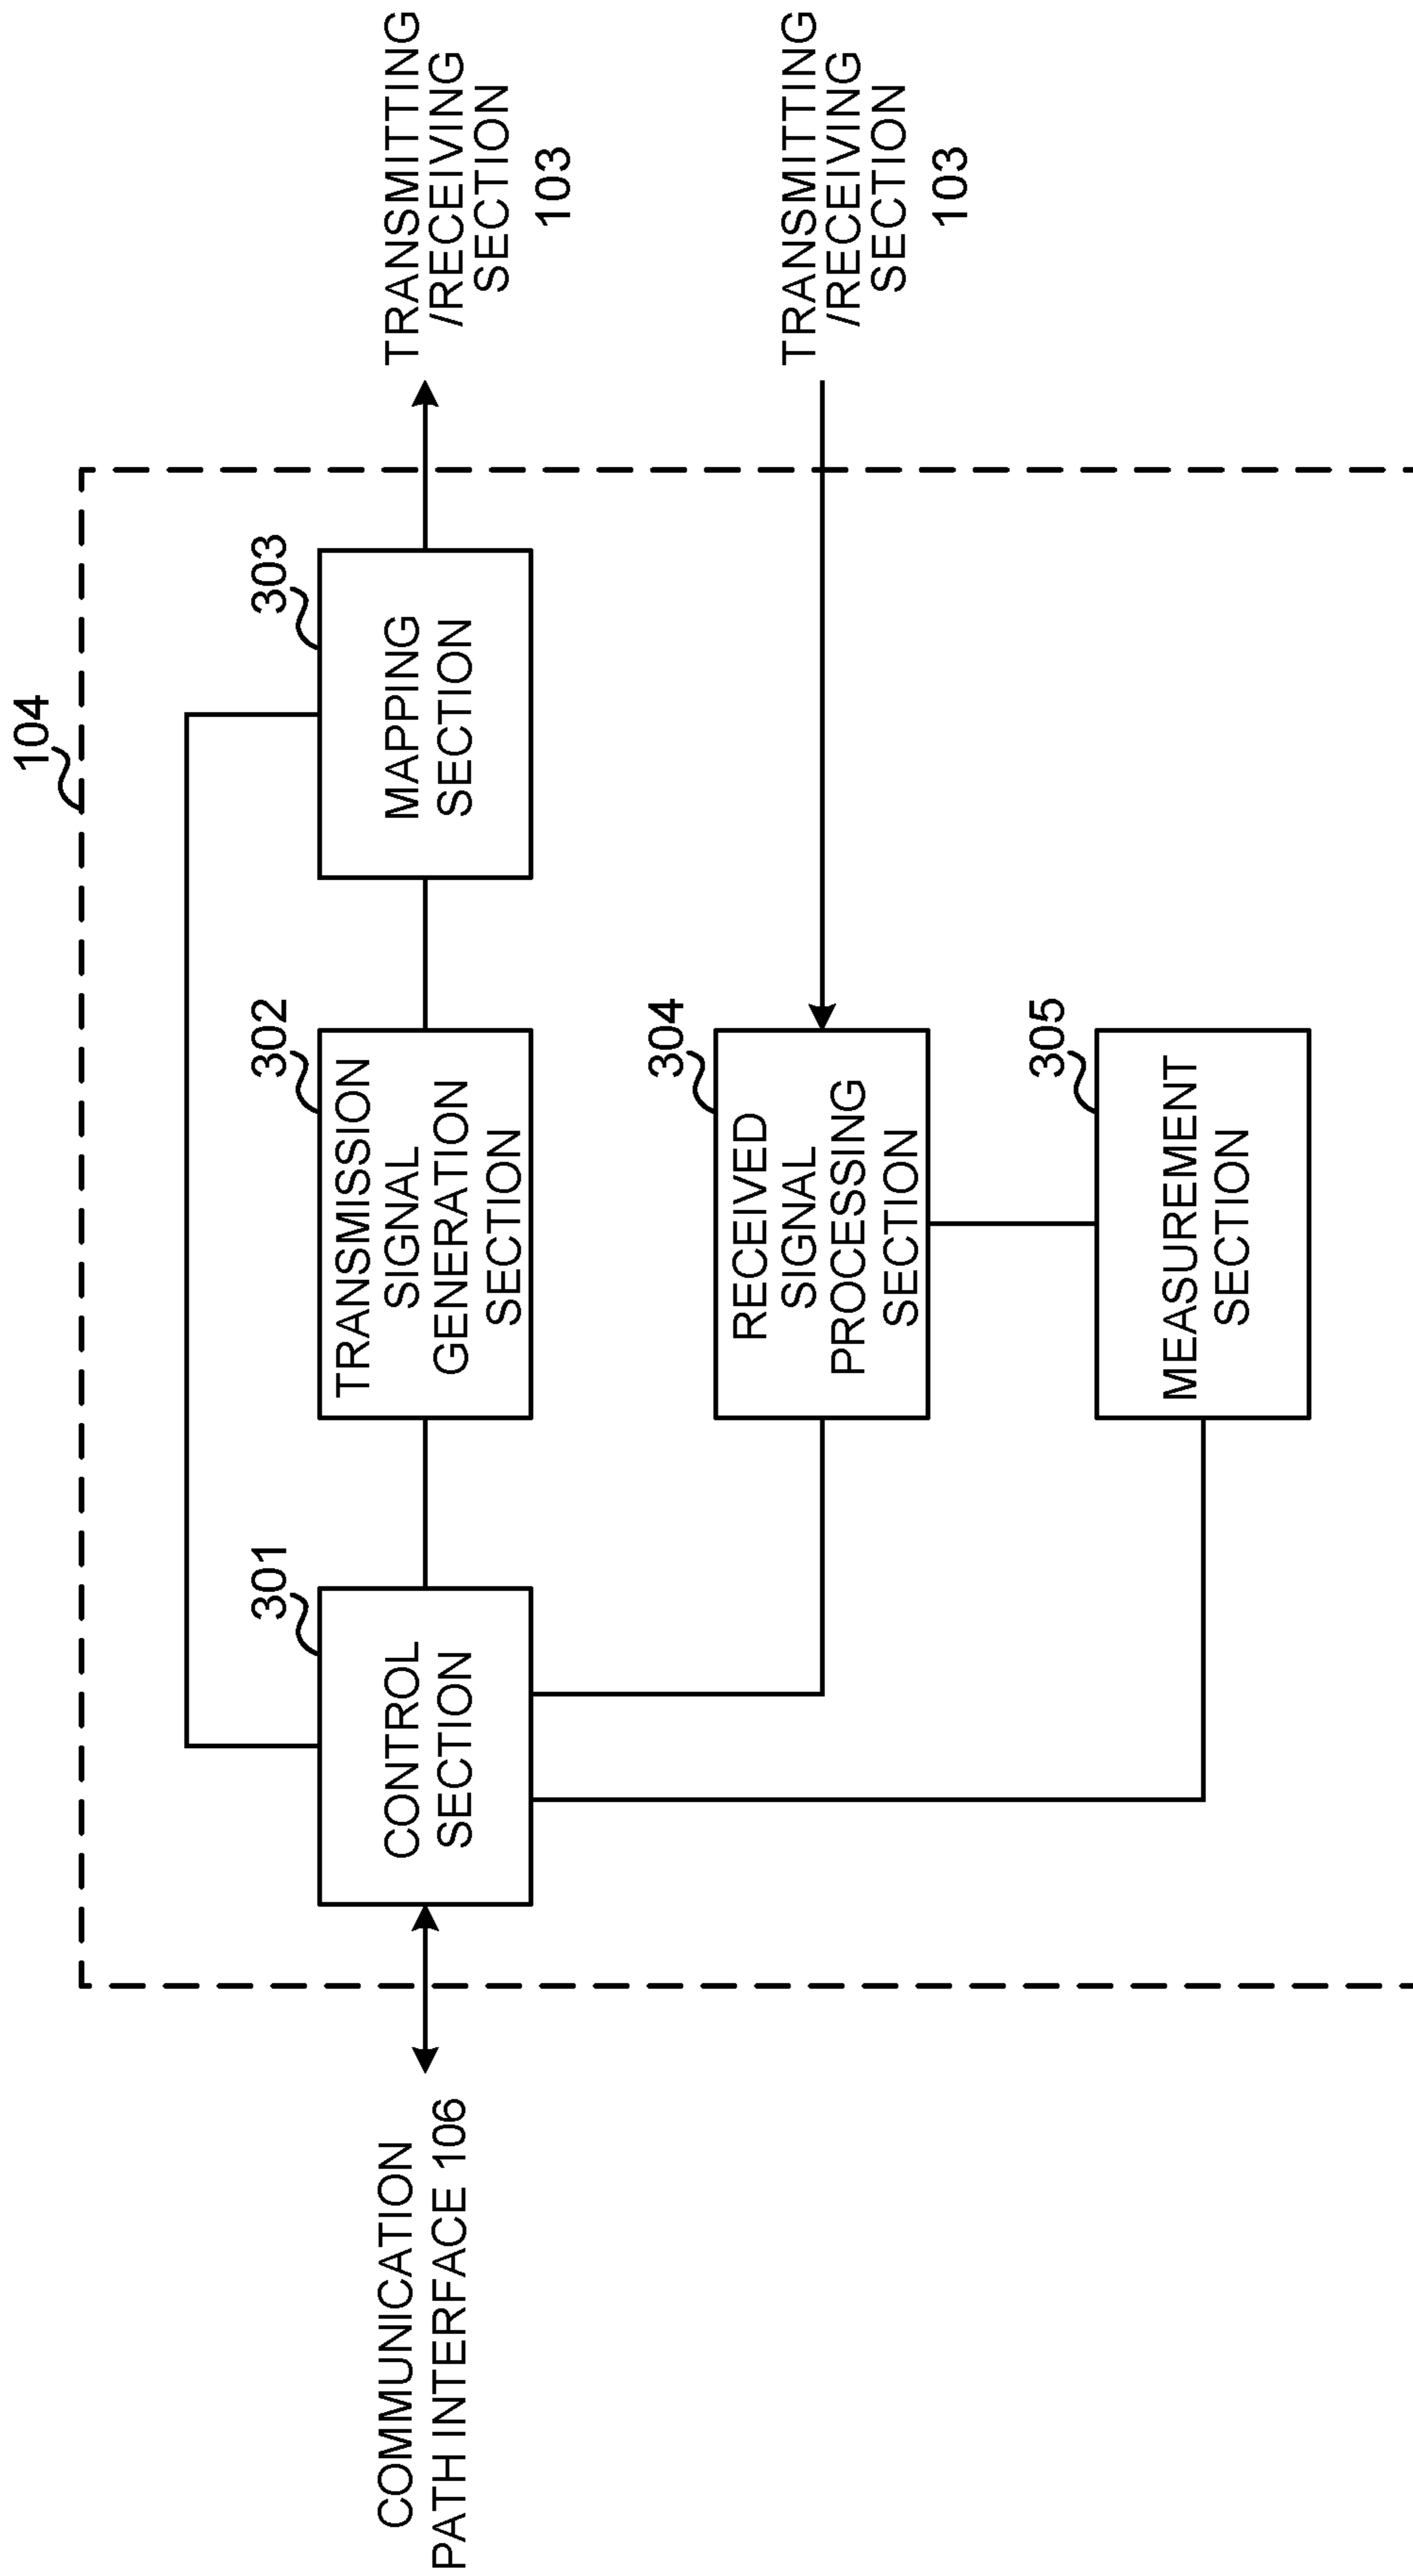 104
COMMUNICATION
PATH INTERFACE 106
301
CONTROL
SECTION
302
TRANSMISSION
SIGNAL
GENERATION
SECTION
303
MAPPING
SECTION
TRANSMITTING
/RECEIVING
SECTION
103
304
RECEIVED
SIGNAL
PROCESSING
SECTION
TRANSMITTING
/RECEIVING
SECTION
103
305
MEASUREMENT
SECTION